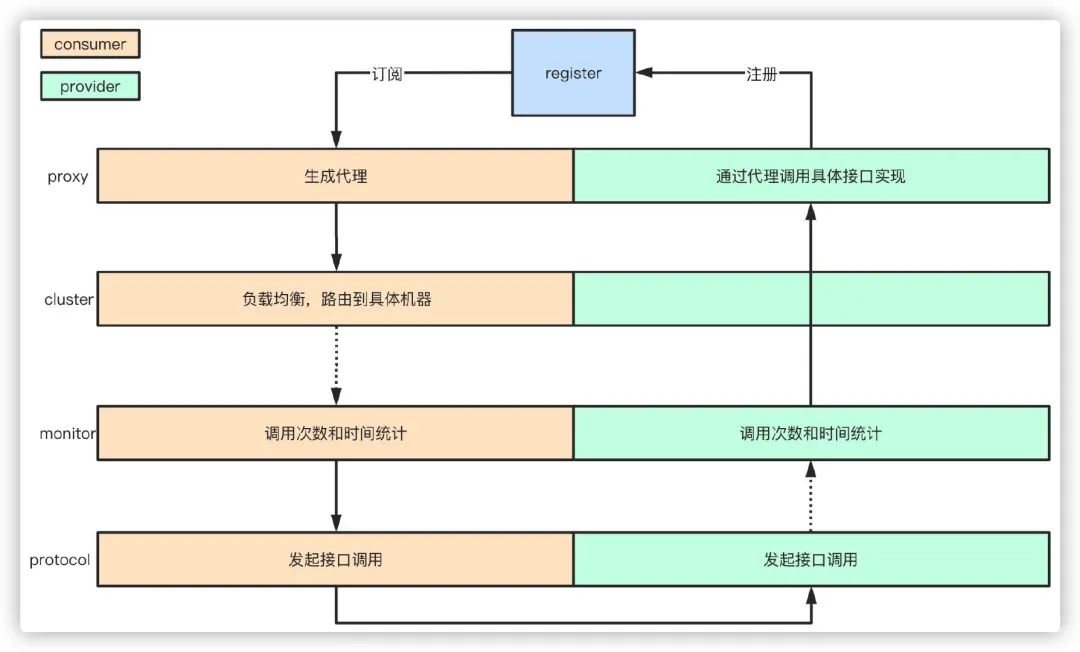 consumer
provider
订阅
register
注册
proxy
生成代理
通过代理调用具体接口实现
cluster
负载均衡，路由到具体机器
monitor
调用次数和时间统计
调用次数和时间统计
protocol
发起接口调用
发起接口调用